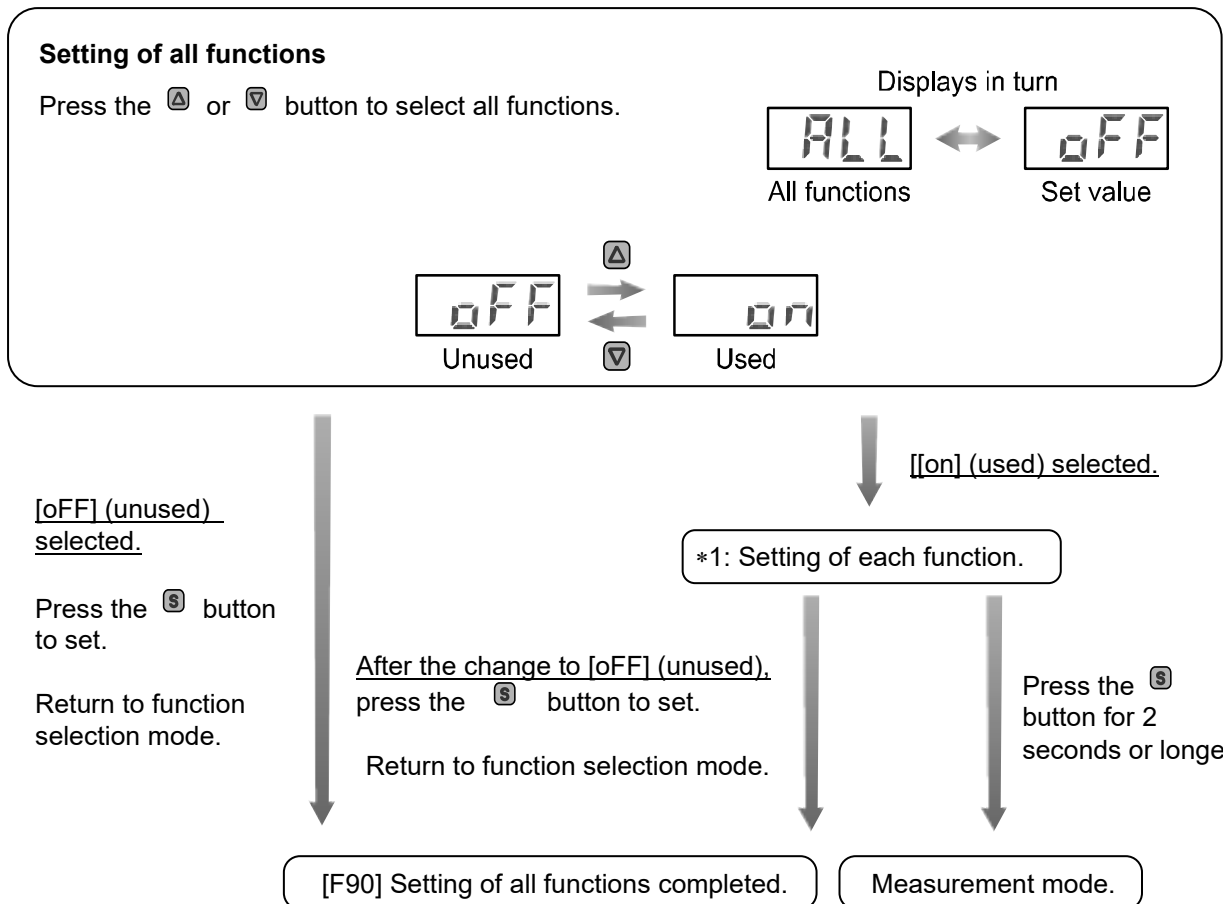 Setting of all functions
Press the △ or ▽ button to select all functions.
Displays in turn
ALL oFF
All functions Set value
△
oFF on
Unused ▽ Used
[[on] (used) selected.
[oFF] (unused)
selected.
*1: Setting of each function.
Press the S button
to set.
After the change to [oFF] (unused),
press the S button to set.
Return to function
selection mode.
Return to function selection mode.
Press the S
button for 2
seconds or longe
[F90] Setting of all functions completed.
Measurement mode.